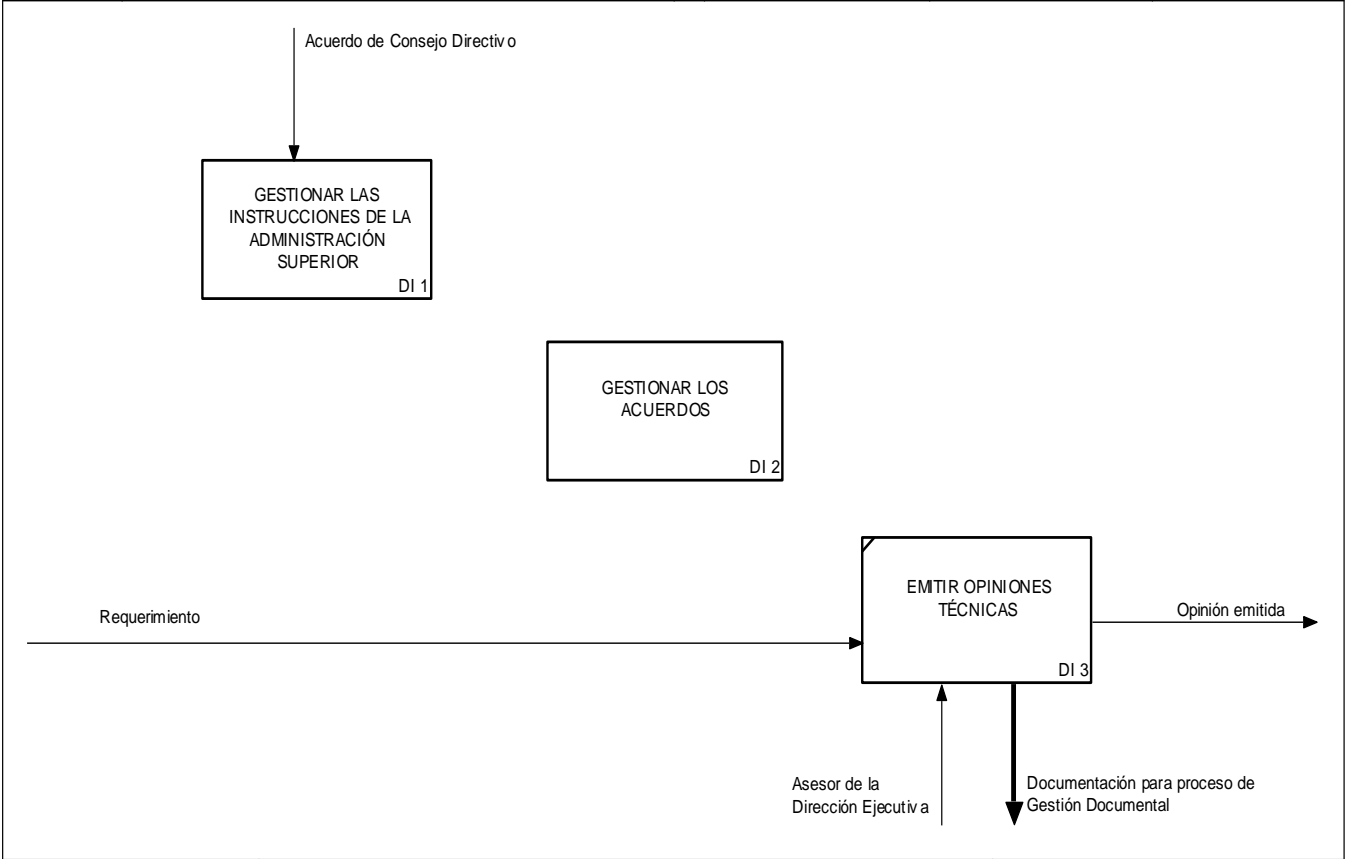 Acuerdo de Consejo Directivo
GESTIONAR LAS
INSTRUCCIONES DE LA
ADMINISTRACIÓN
SUPERIOR
DI 1
GESTIONAR LOS
ACUERDOS
DI 2
EMITIR OPINIONES
TÉCNICAS
DI 3
Requerimiento
Opinión emitida
Asesor de la
Dirección Ejecutiva
Documentación para proceso de
Gestión Documental